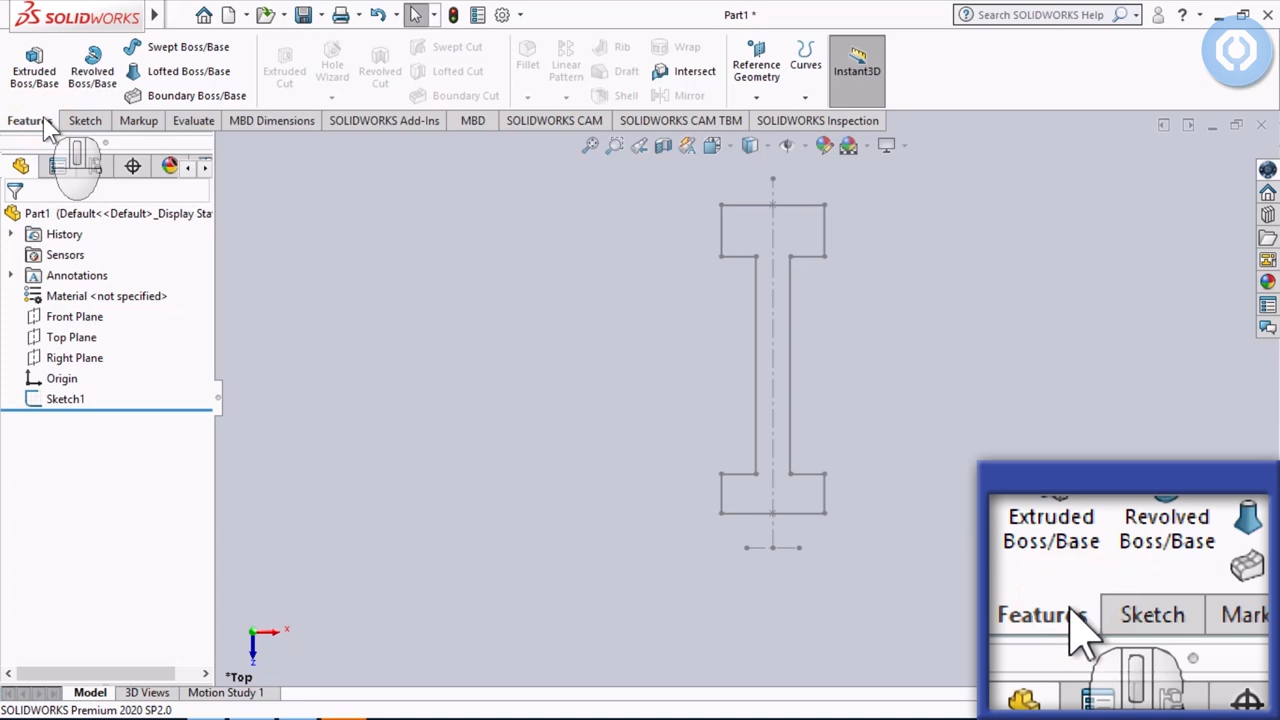 SOLIDWORKS
Part1 *
Search SOLIDWORKS Help
Extruded Boss/Base
Revolved Boss/Base
Swept Boss/Base
Lofted Boss/Base
Boundary Boss/Base
Extruded Cut
Hole Wizard
Revolved Cut
Swept Cut
Lofted Cut
Boundary Cut
Fillet
Linear Pattern
Rib
Draft
Shell
Wrap
Intersect
Mirror
Reference Geometry
Curves
Instant3D
Features
Sketch
Markup
Evaluate
MBD Dimensions
SOLIDWORKS Add-Ins
MBD
SOLIDWORKS CAM
SOLIDWORKS CAM TBM
SOLIDWORKS Inspection
Part1 (Default<<Default>_Display Sta
History
Sensors
Annotations
Material <not specified>
Front Plane
Top Plane
Right Plane
Origin
Sketch1
x
z
*Top
Extruded Boss/Base
Revolved Boss/Base
Features
Sketch
Mark
Model
3D Views
Motion Study 1
SOLIDWORKS Premium 2020 SP2.0